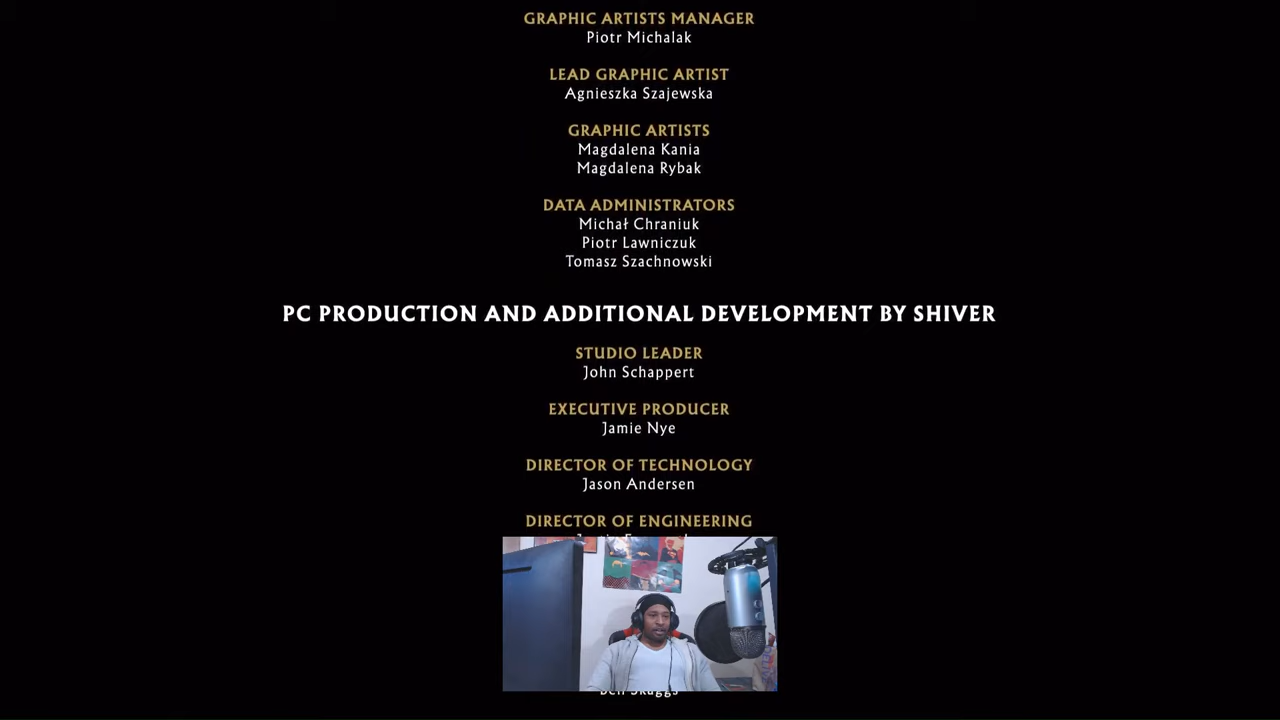 GRAPHIC ARTISTS MANAGER
Piotr Michalak
LEAD GRAPHIC ARTIST
Agnieszka Szajewska
GRAPHIC ARTISTS
Magdalena Kania
Magdalena Rybak
DATA ADMINISTRATORS
Michał Chraniuk
Piotr Lawniczuk
Tomasz Szachnowski
PC PRODUCTION AND ADDITIONAL DEVELOPMENT BY SHIVER
STUDIO LEADER
John Schappert
EXECUTIVE PRODUCER
Jamie Nye
DIRECTOR OF TECHNOLOGY
Jason Andersen
DIRECTOR OF ENGINEERING
Ben Skaggs